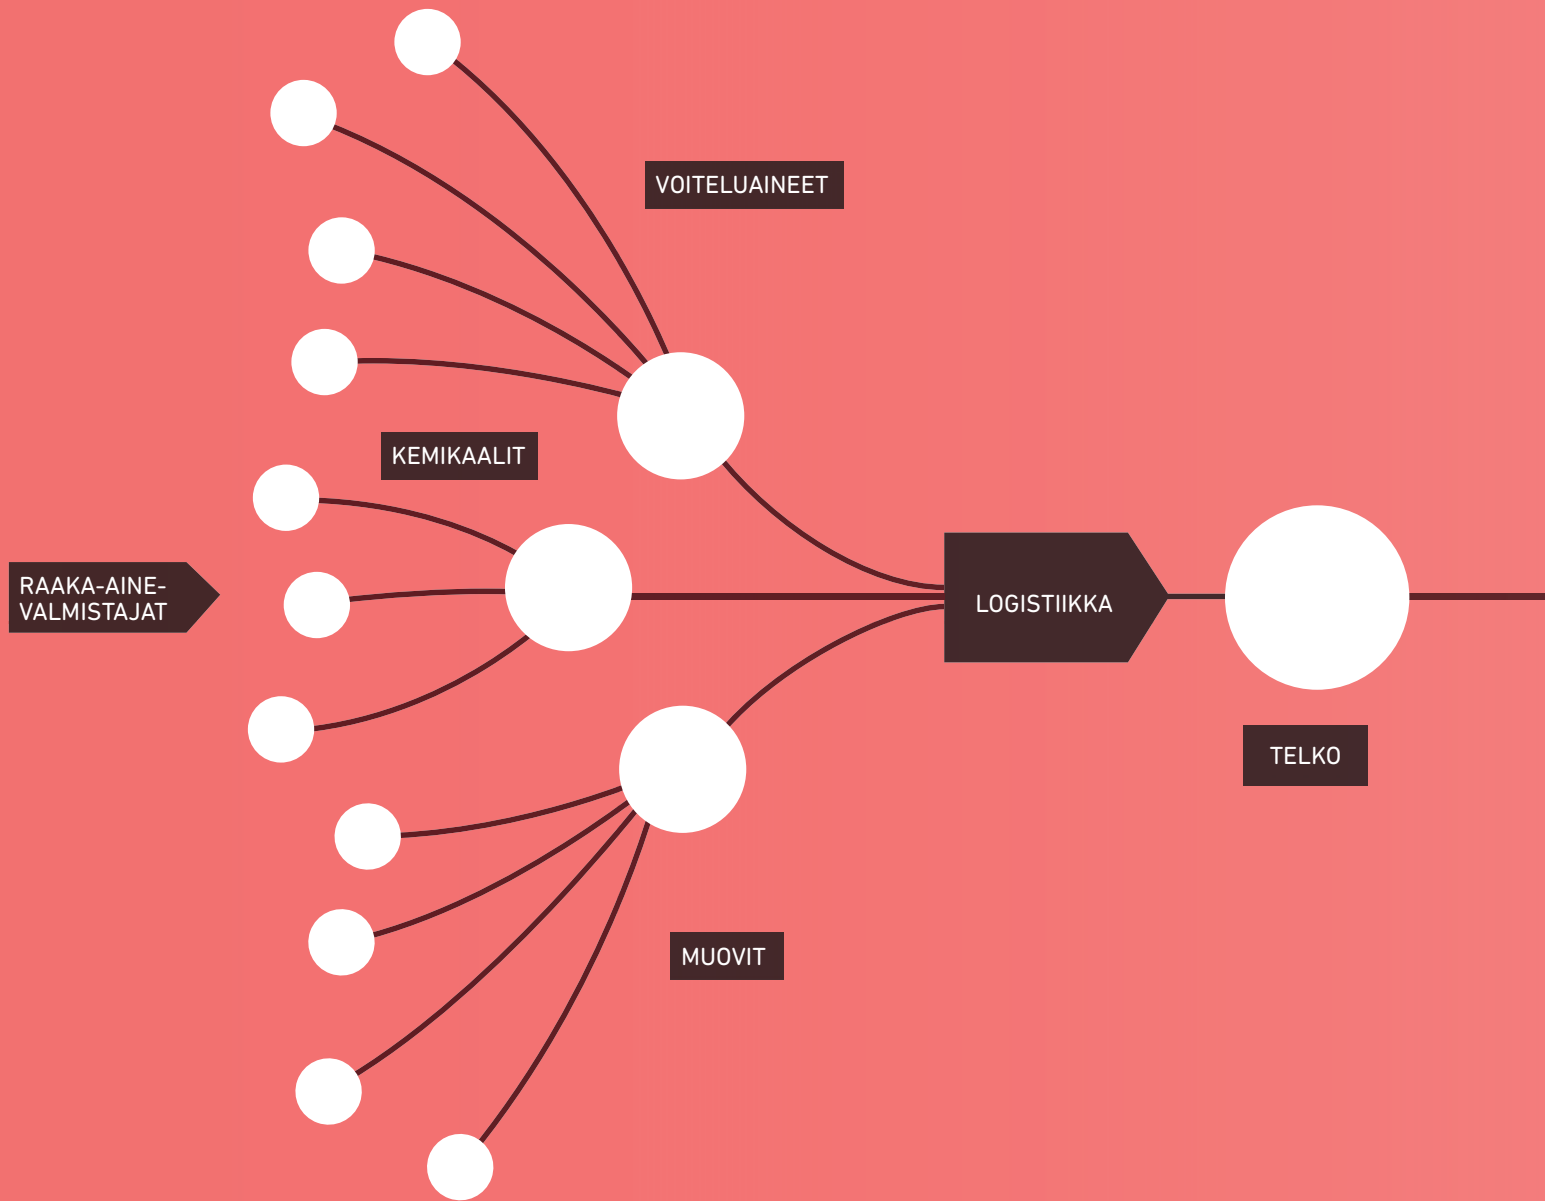 VOITELUAINEET
KEMIKAALIT
RAAKA-AINE-
VALMISTAJAT
LOGISTIIKKA
TELKO
MUOVIT